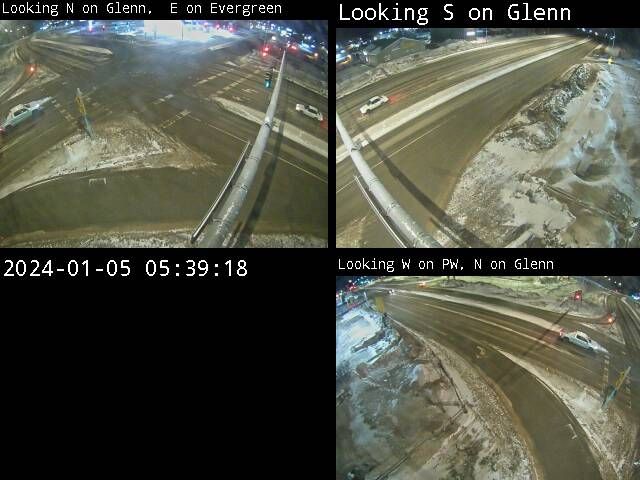 Looking N on Glenn,  E on Evergreen
Looking S on Glenn
2024-01-05 05:39:18
Looking W on PW, N on Glenn